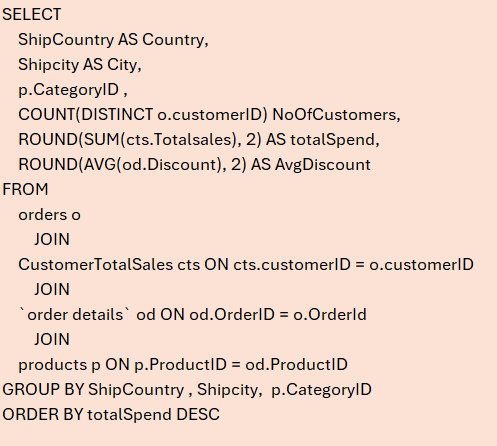 SELECT
ShipCountry AS Country,
Shipcity AS City,
p.CategoryID ,
COUNT(DISTINCT o.customerID) NoOfCustomers,
ROUND(SUM(cts.Totalsales), 2) AS totalSpend,
ROUND(AVG(od.Discount), 2) AS AvgDiscount
FROM
orders o
JOIN
CustomerTotalSales cts ON cts.customerID = o.customerID
JOIN
`order details` od ON od.OrderID = o.OrderId
JOIN
products p ON p.ProductID = od.ProductID
GROUP BY ShipCountry , Shipcity,  p.CategoryID
ORDER BY totalSpend DESC